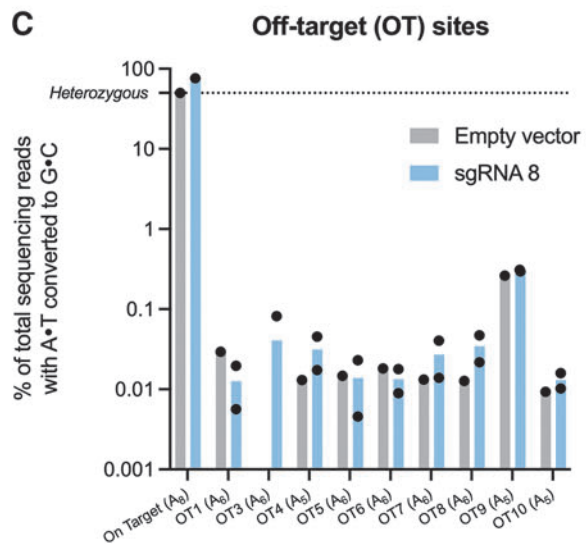 C
Off-target (OT) sites
% of total sequencing reads
with A•T converted to G•C
100
10
1
0.1
0.01
0.001
Heterozygous
Empty vector
sgRNA 8
On Target (A₈)
OT1 (A₆)
OT3 (A₆)
OT4 (A₅)
OT5 (A₆)
OT6 (A₆)
OT7 (A₆)
OT8 (A₆)
OT9 (A₅)
OT10 (A₅)